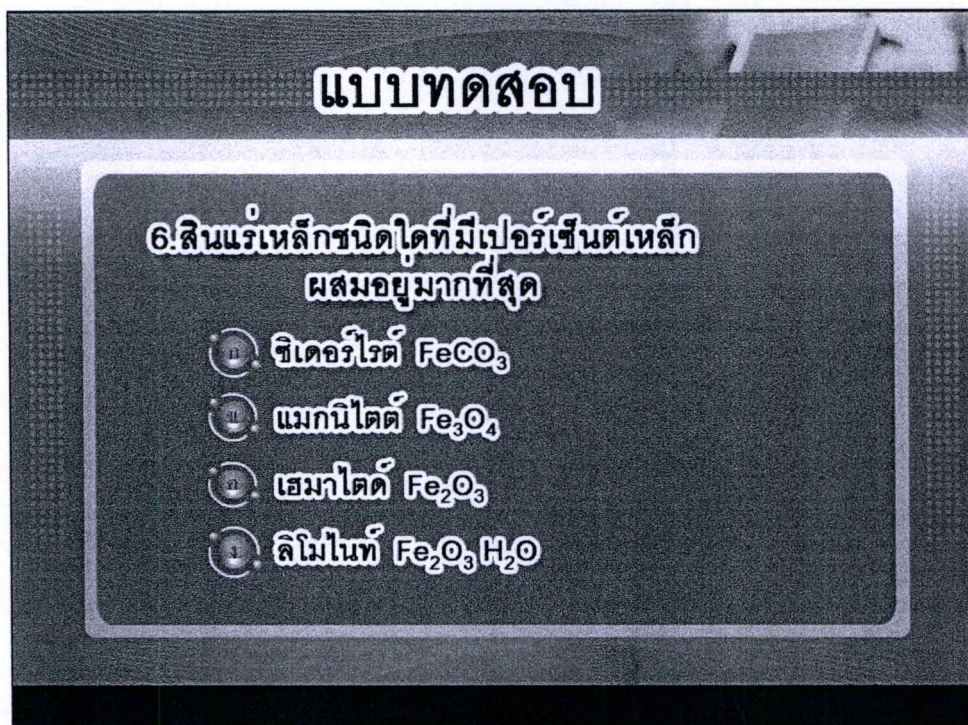 แบบทดสอบ
6.สินแร่เหล็กชนิดใดที่มีเปอร์เซ็นต์เหล็ก
ผสมอยู่มากที่สุด
ก ซิเดอร์ไรต์ FeCO₃
ข แมกนิไตต์ Fe₃O₄
ค เฮมาไตด์ Fe₂O₃
ง ลิโมไนท์ Fe₂O₃ H₂O